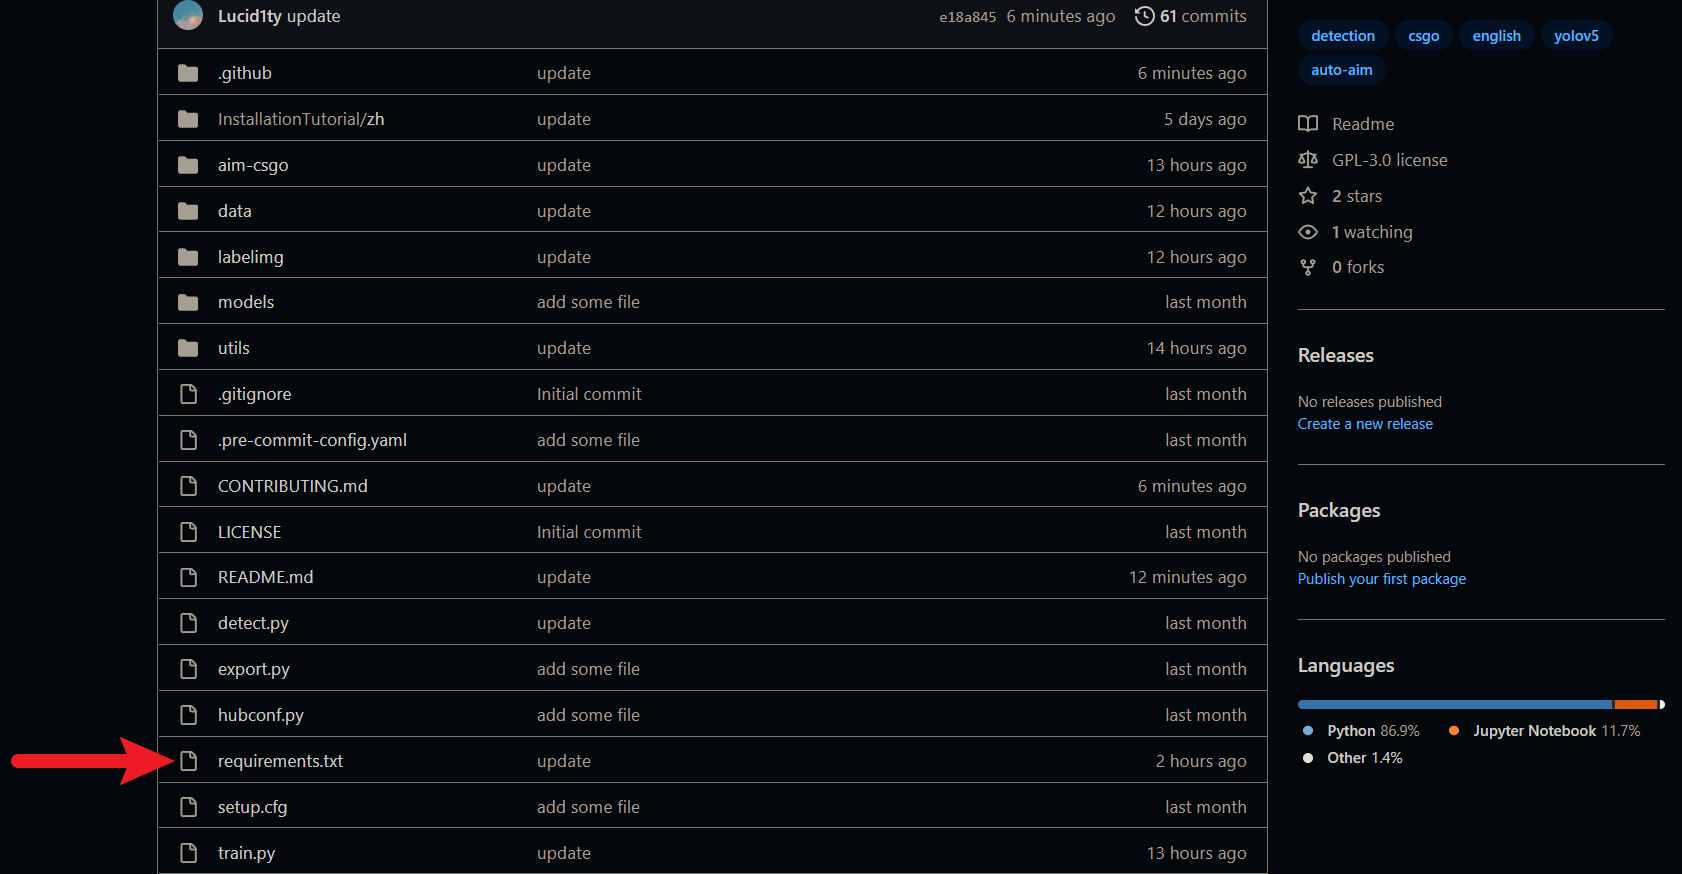 Lucid1ty update e18a845 6 minutes ago 61 commits
.github update 6 minutes ago
InstallationTutorial/zh update 5 days ago
aim-csgo update 13 hours ago
data update 12 hours ago
labelimg update 12 hours ago
models add some file last month
utils update 14 hours ago
.gitignore Initial commit last month
.pre-commit-config.yaml add some file last month
CONTRIBUTING.md update 6 minutes ago
LICENSE Initial commit last month
README.md update 12 minutes ago
detect.py update last month
export.py add some file last month
hubconf.py add some file last month
requirements.txt update 2 hours ago
setup.cfg add some file last month
train.py update 13 hours ago
detection csgo english yolov5
auto-aim
Readme
GPL-3.0 license
2 stars
1 watching
0 forks
Releases
No releases published
Create a new release
Packages
No packages published
Publish your first package
Languages
Python 86.9% Jupyter Notebook 11.7%
Other 1.4%